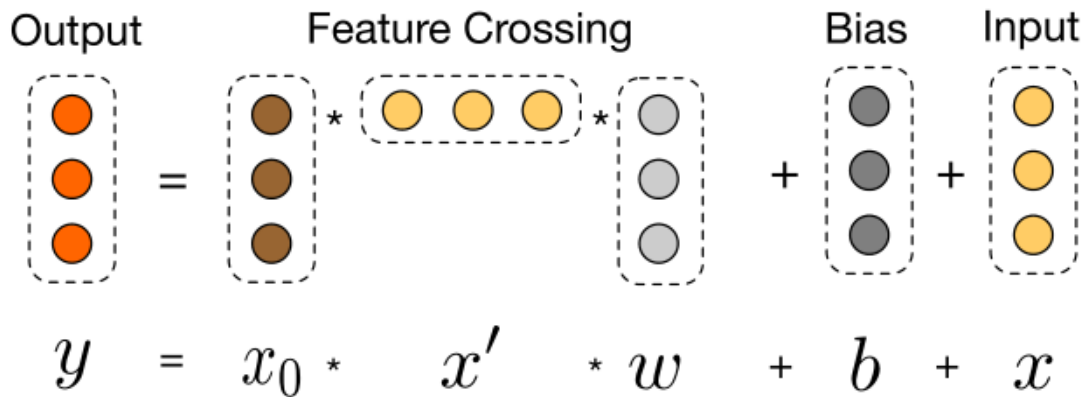 Output Feature Crossing Bias Input
= * * + +
y = x₀ * x′ * w + b + x